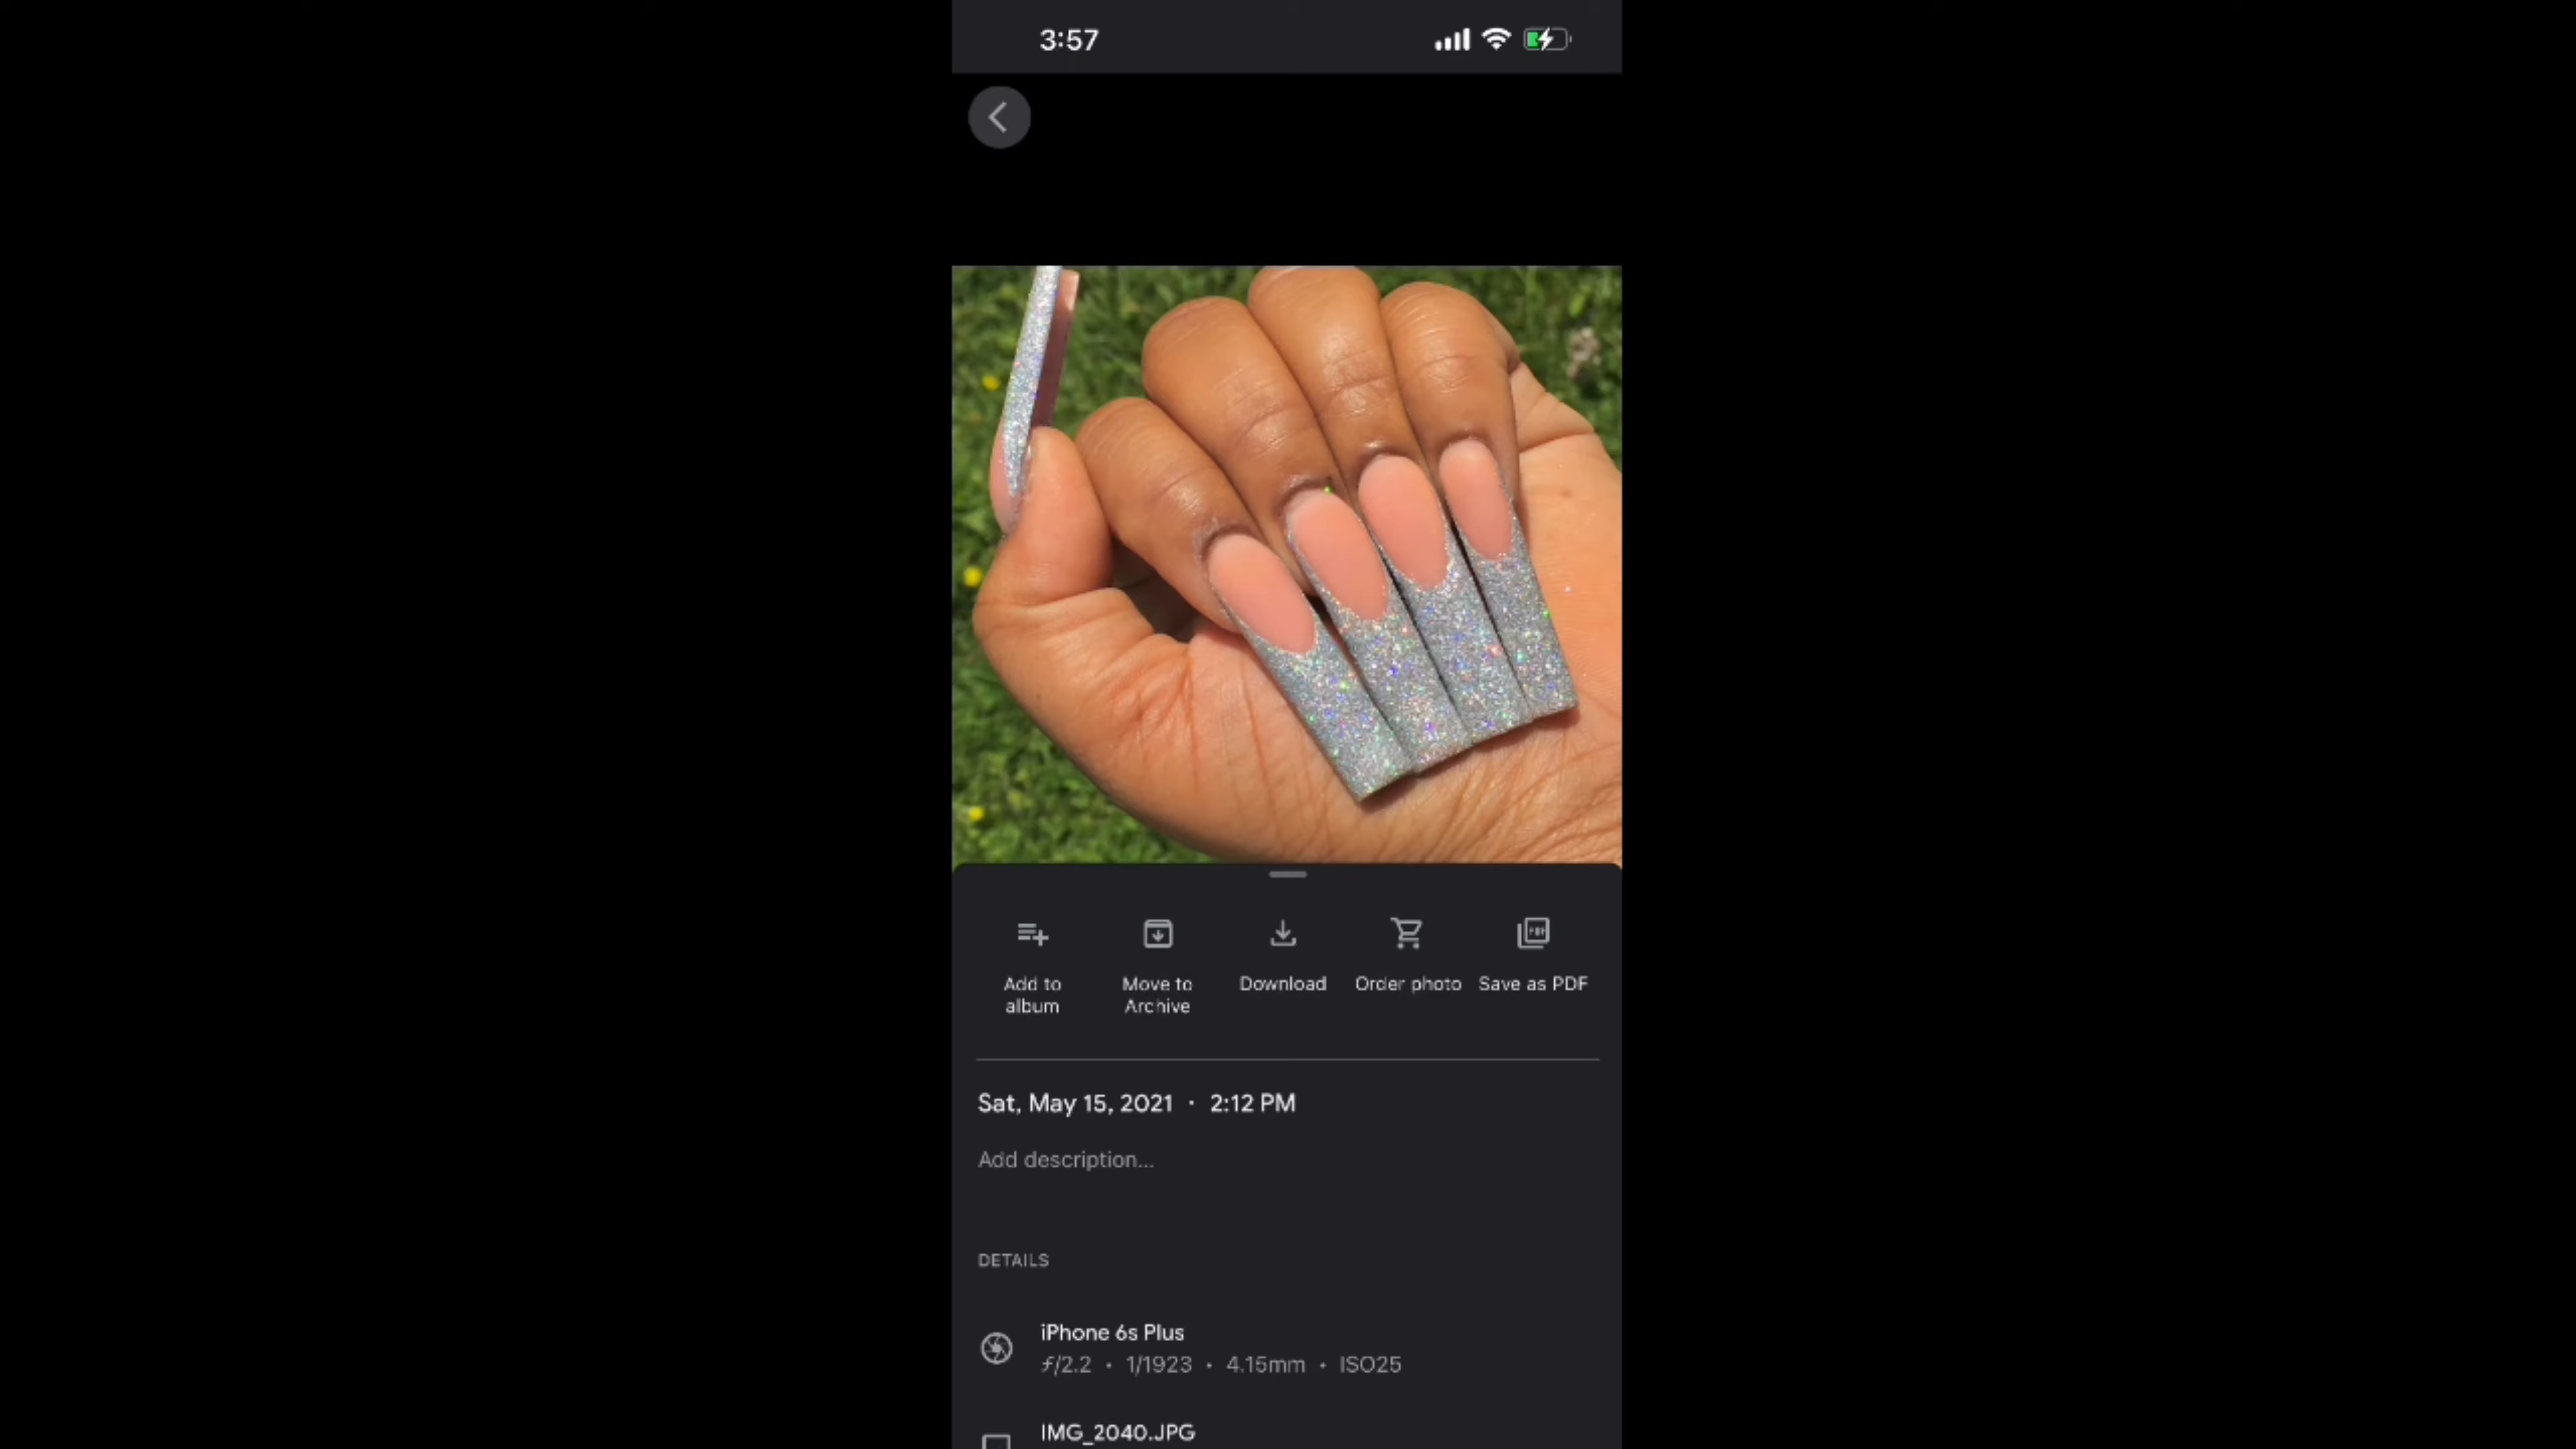 3:57
Add to album
Move to Archive
Download
Order photo
Save as PDF
Sat, May 15, 2021 · 2:12 PM
Add description...
DETAILS
iPhone 6s Plus
ƒ/2.2 • 1/1923 • 4.15mm • ISO25
IMG_2040.JPG